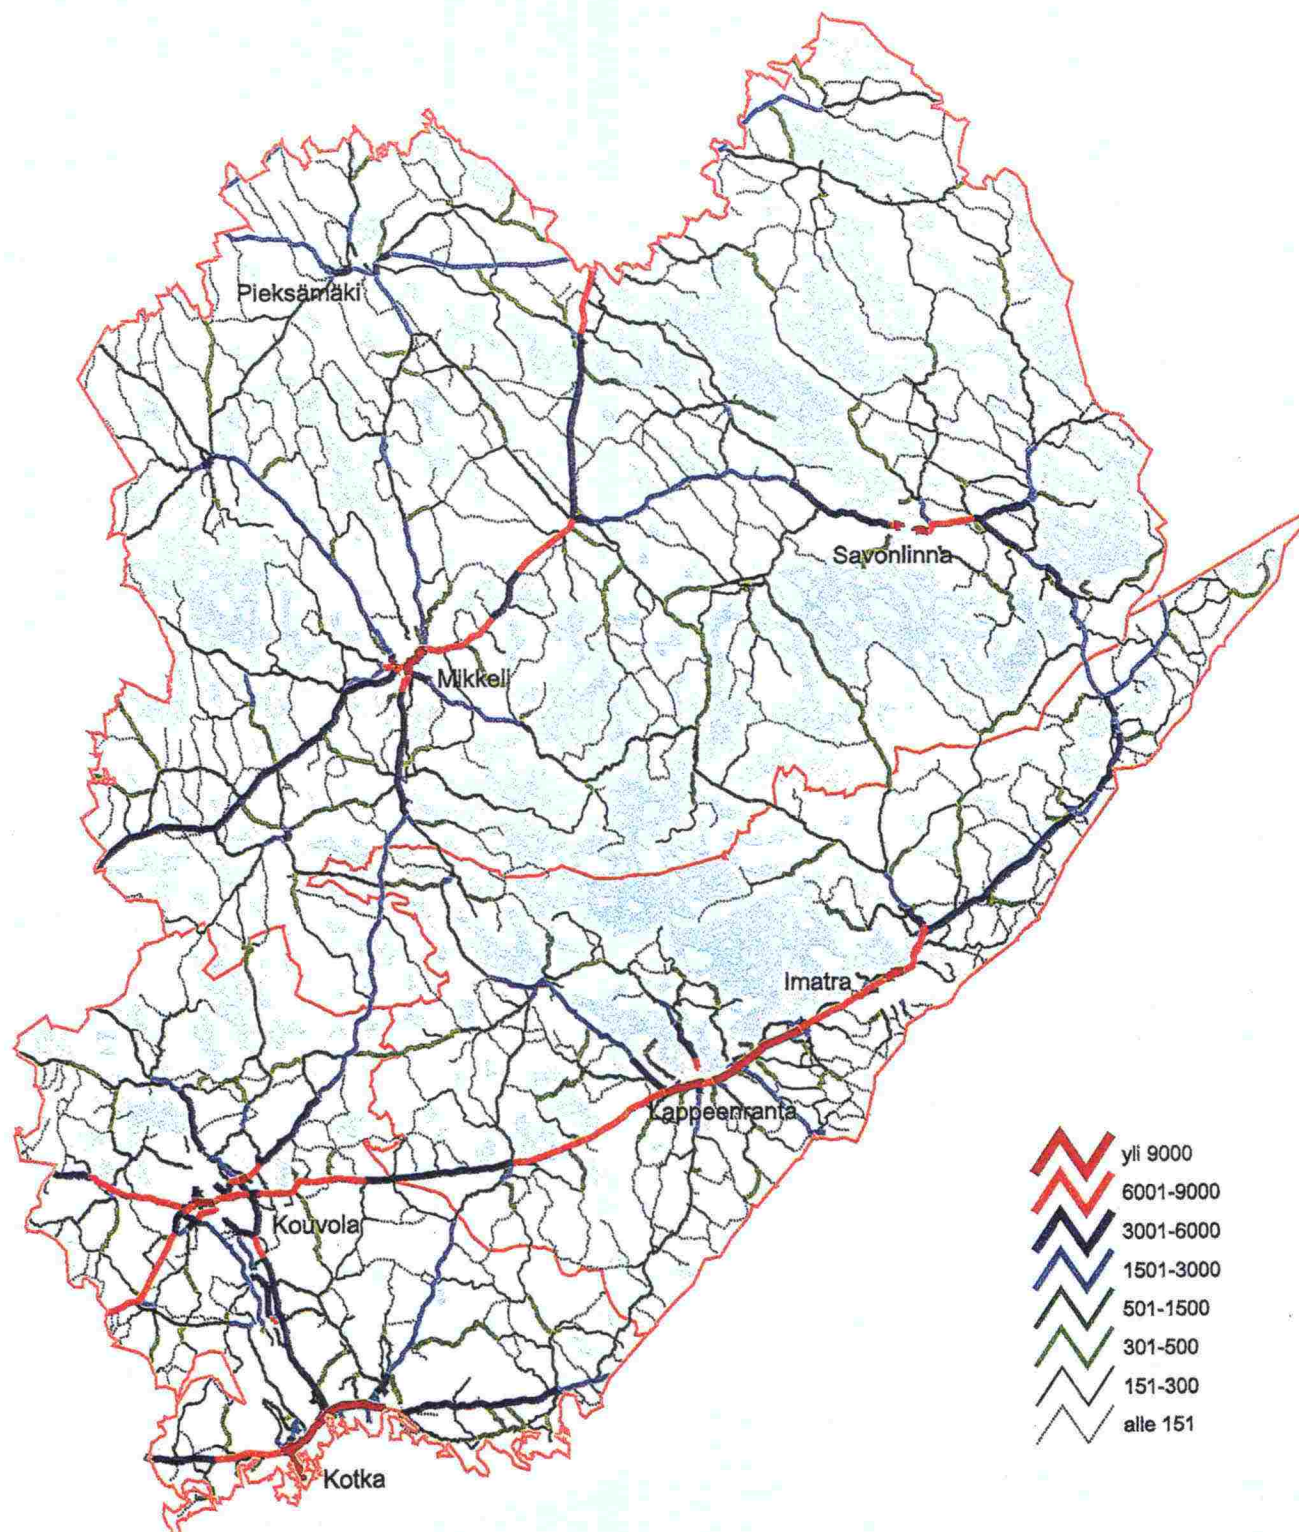 Pieksämäki
Savonlinna
Mikkeli
Imatra
Lappeenranta
Kouvola
Kotka
yli 9000
6001-9000
3001-6000
1501-3000
501-1500
301-500
151-300
alle 151